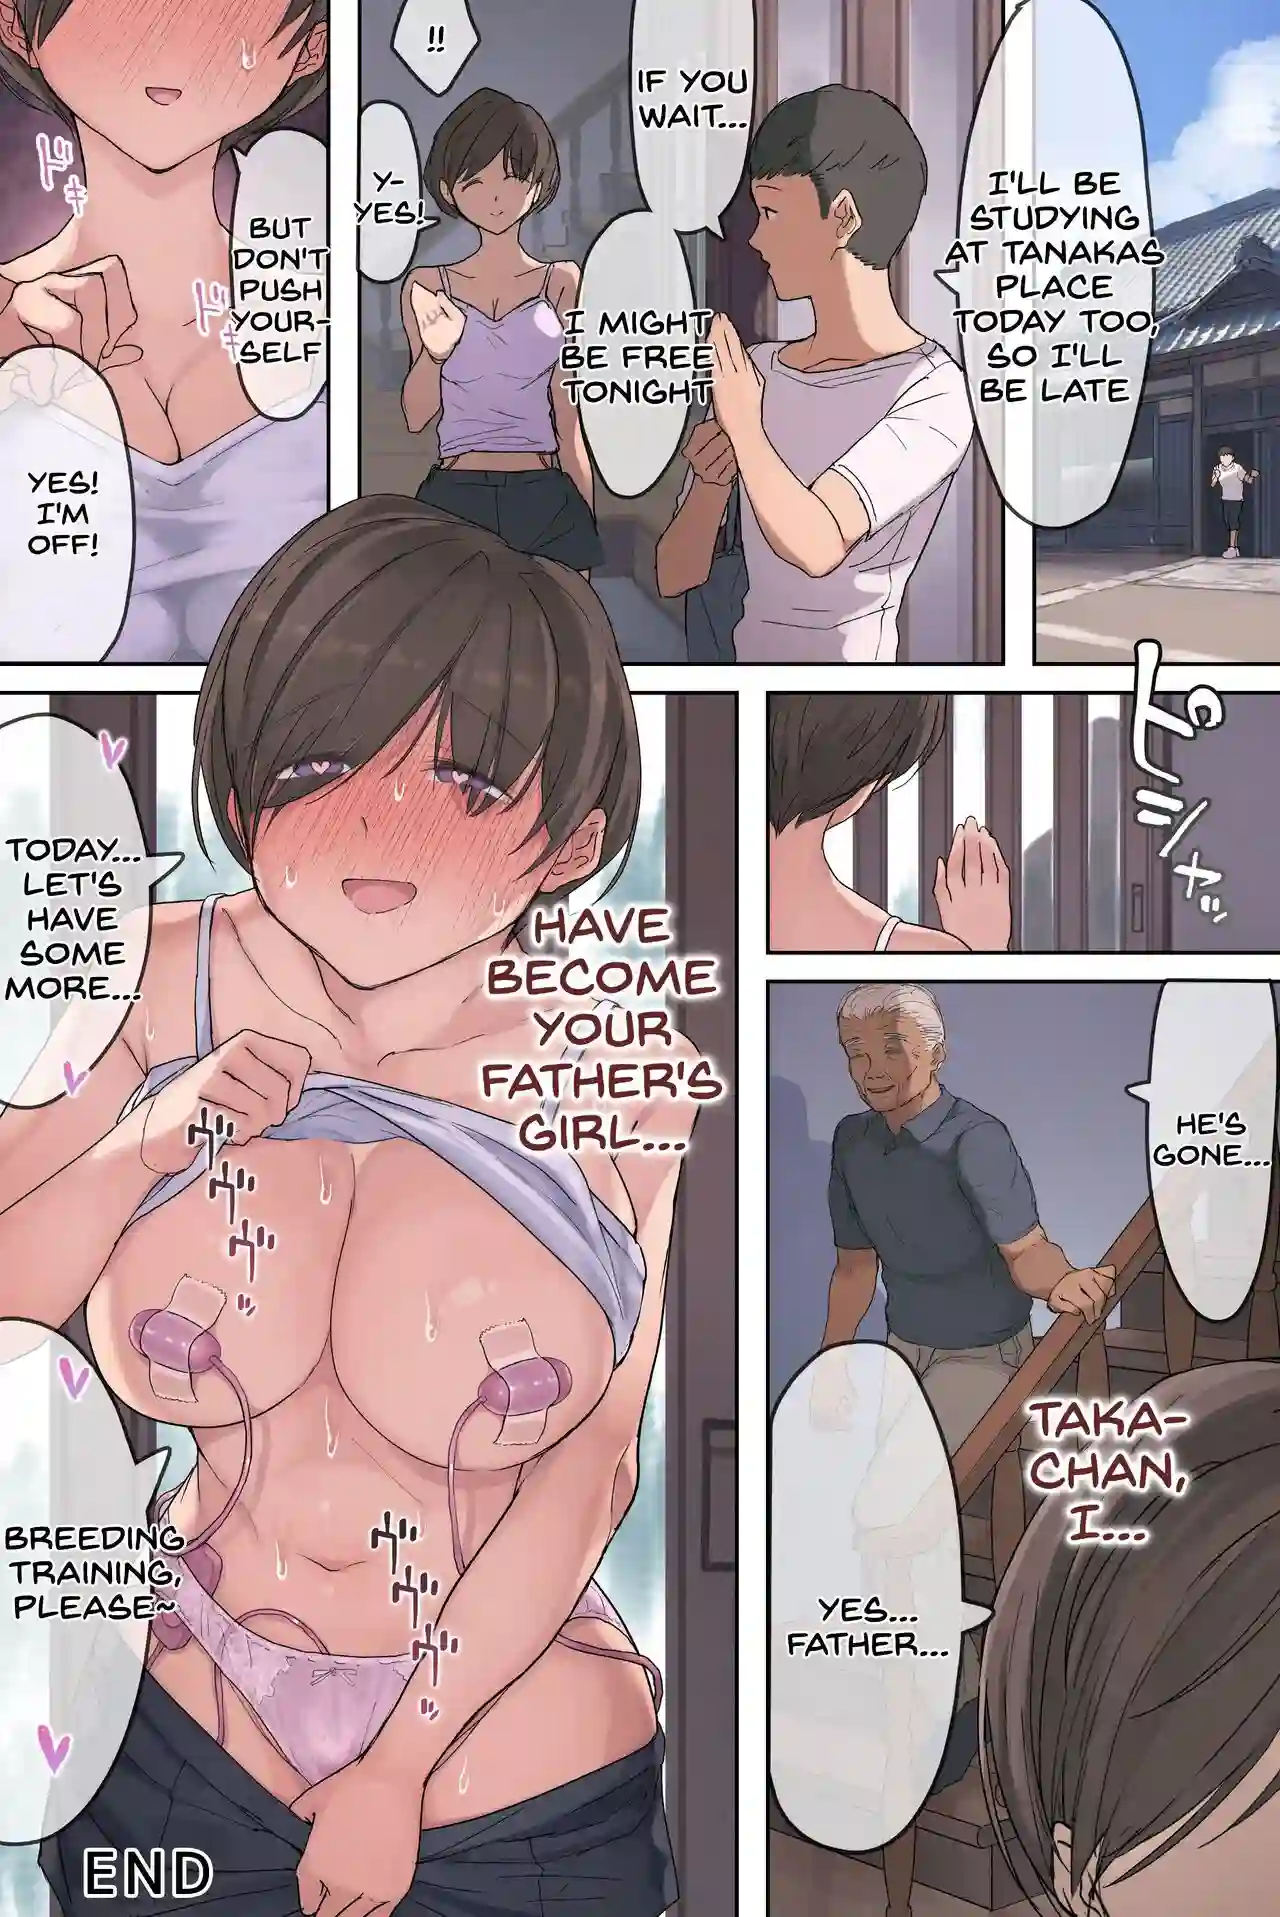 I'LL BE
STUDYING
AT TANAKAS
PLACE
TODAY TOO,
SO I'LL
BE LATE
IF YOU
WAIT...
I MIGHT
BE FREE
TONIGHT
!!
Y-
YES!
BUT
DON'T
PUSH
YOUR-
SELF
ドキ
ドキ
YES!
I'M
OFF!
ピシャッ
HE'S
GONE...
TAKA-
CHAN,
I...
YES...
FATHER...
HAVE
BECOME
YOUR
FATHER'S
GIRL...
TODAY...
LET'S
HAVE
SOME
MORE...
ヴヴヴ
ヴヴヴ
BREEDING
TRAINING,
PLEASE~
END